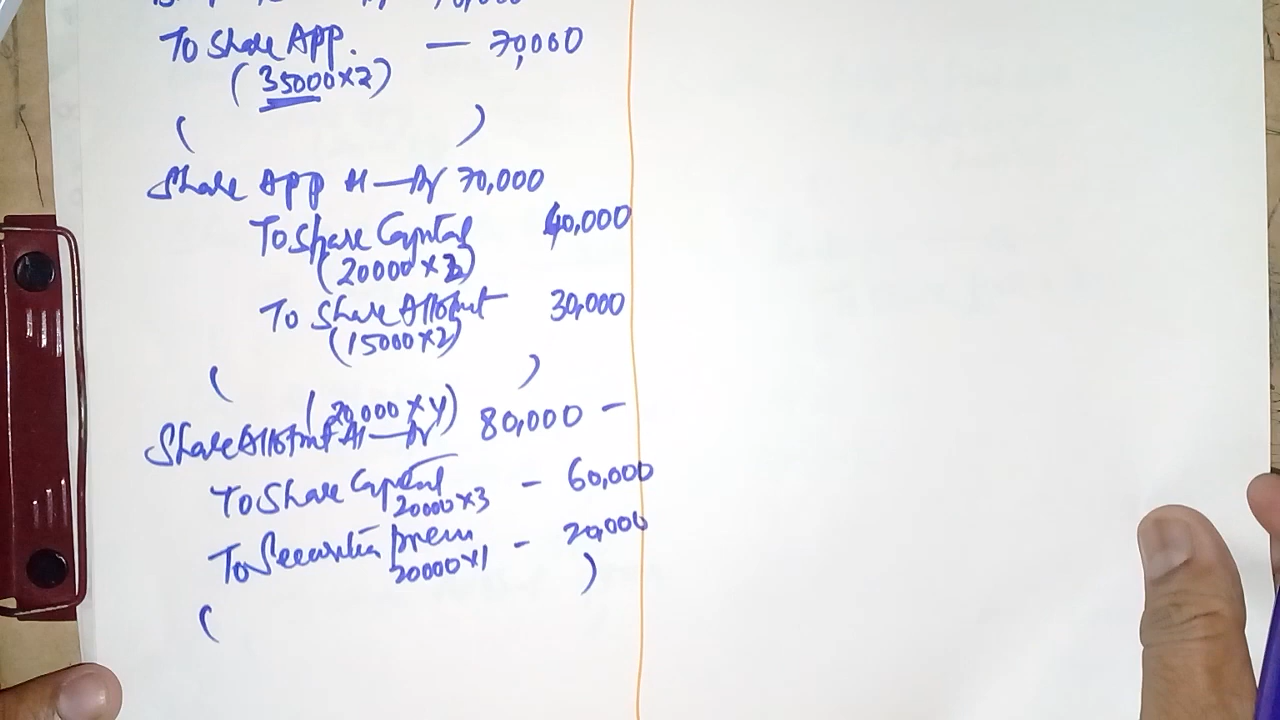 To Share App. — 70,000
(35000×2)
( )
Share App A/c — Dr 70,000
To Share Capital 40,000
(20000×2)
To Share Allotmt 30,000
(15000×2)
( )
(20,000×4)
Share Allotmt A/c — Dr 80,000 —
To Share Capital — 60,000
20000×3
To Securities prem — 20,000
20000×1
( )